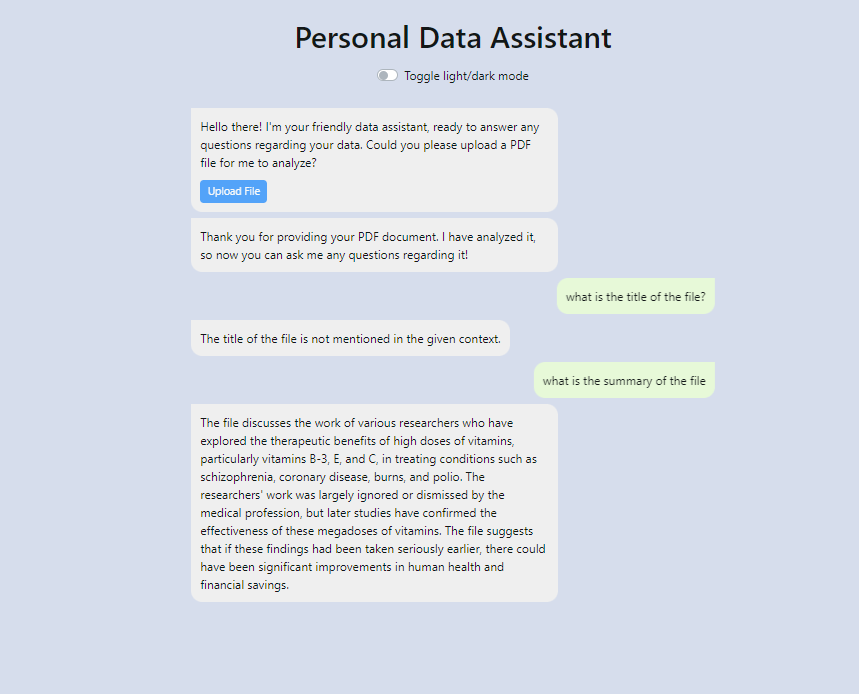 Personal Data Assistant
Toggle light/dark mode
Hello there! I'm your friendly data assistant, ready to answer any
questions regarding your data. Could you please upload a PDF
file for me to analyze?
Upload File
Thank you for providing your PDF document. I have analyzed it,
so now you can ask me any questions regarding it!
what is the title of the file?
The title of the file is not mentioned in the given context.
what is the summary of the file
The file discusses the work of various researchers who have
explored the therapeutic benefits of high doses of vitamins,
particularly vitamins B-3, E, and C, in treating conditions such as
schizophrenia, coronary disease, burns, and polio. The
researchers' work was largely ignored or dismissed by the
medical profession, but later studies have confirmed the
effectiveness of these megadoses of vitamins. The file suggests
that if these findings had been taken seriously earlier, there could
have been significant improvements in human health and
financial savings.